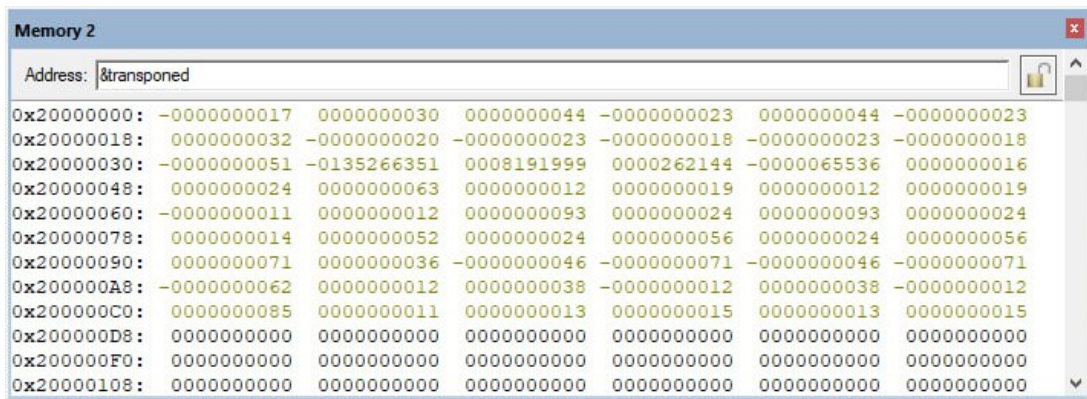 Memory 2
Address: &transponed
0x20000000: -0000000017 0000000030 0000000044 -0000000023 0000000044 -0000000023
0x20000018: 0000000032 -0000000020 -0000000023 -0000000018 -0000000023 -0000000018
0x20000030: -0000000051 -0135266351 0008191999 0000262144 -0000065536 0000000016
0x20000048: 0000000024 0000000063 0000000012 0000000019 0000000012 0000000019
0x20000060: -0000000011 0000000012 0000000093 0000000024 0000000093 0000000024
0x20000078: 0000000014 0000000052 0000000024 0000000056 0000000024 0000000056
0x20000090: 0000000071 0000000036 -0000000046 -0000000071 -0000000046 -0000000071
0x200000A8: -0000000062 0000000012 0000000038 -0000000012 0000000038 -0000000012
0x200000C0: 0000000085 0000000011 0000000013 0000000015 0000000013 0000000015
0x200000D8: 0000000000 0000000000 0000000000 0000000000 0000000000 0000000000
0x200000F0: 0000000000 0000000000 0000000000 0000000000 0000000000 0000000000
0x20000108: 0000000000 0000000000 0000000000 0000000000 0000000000 0000000000